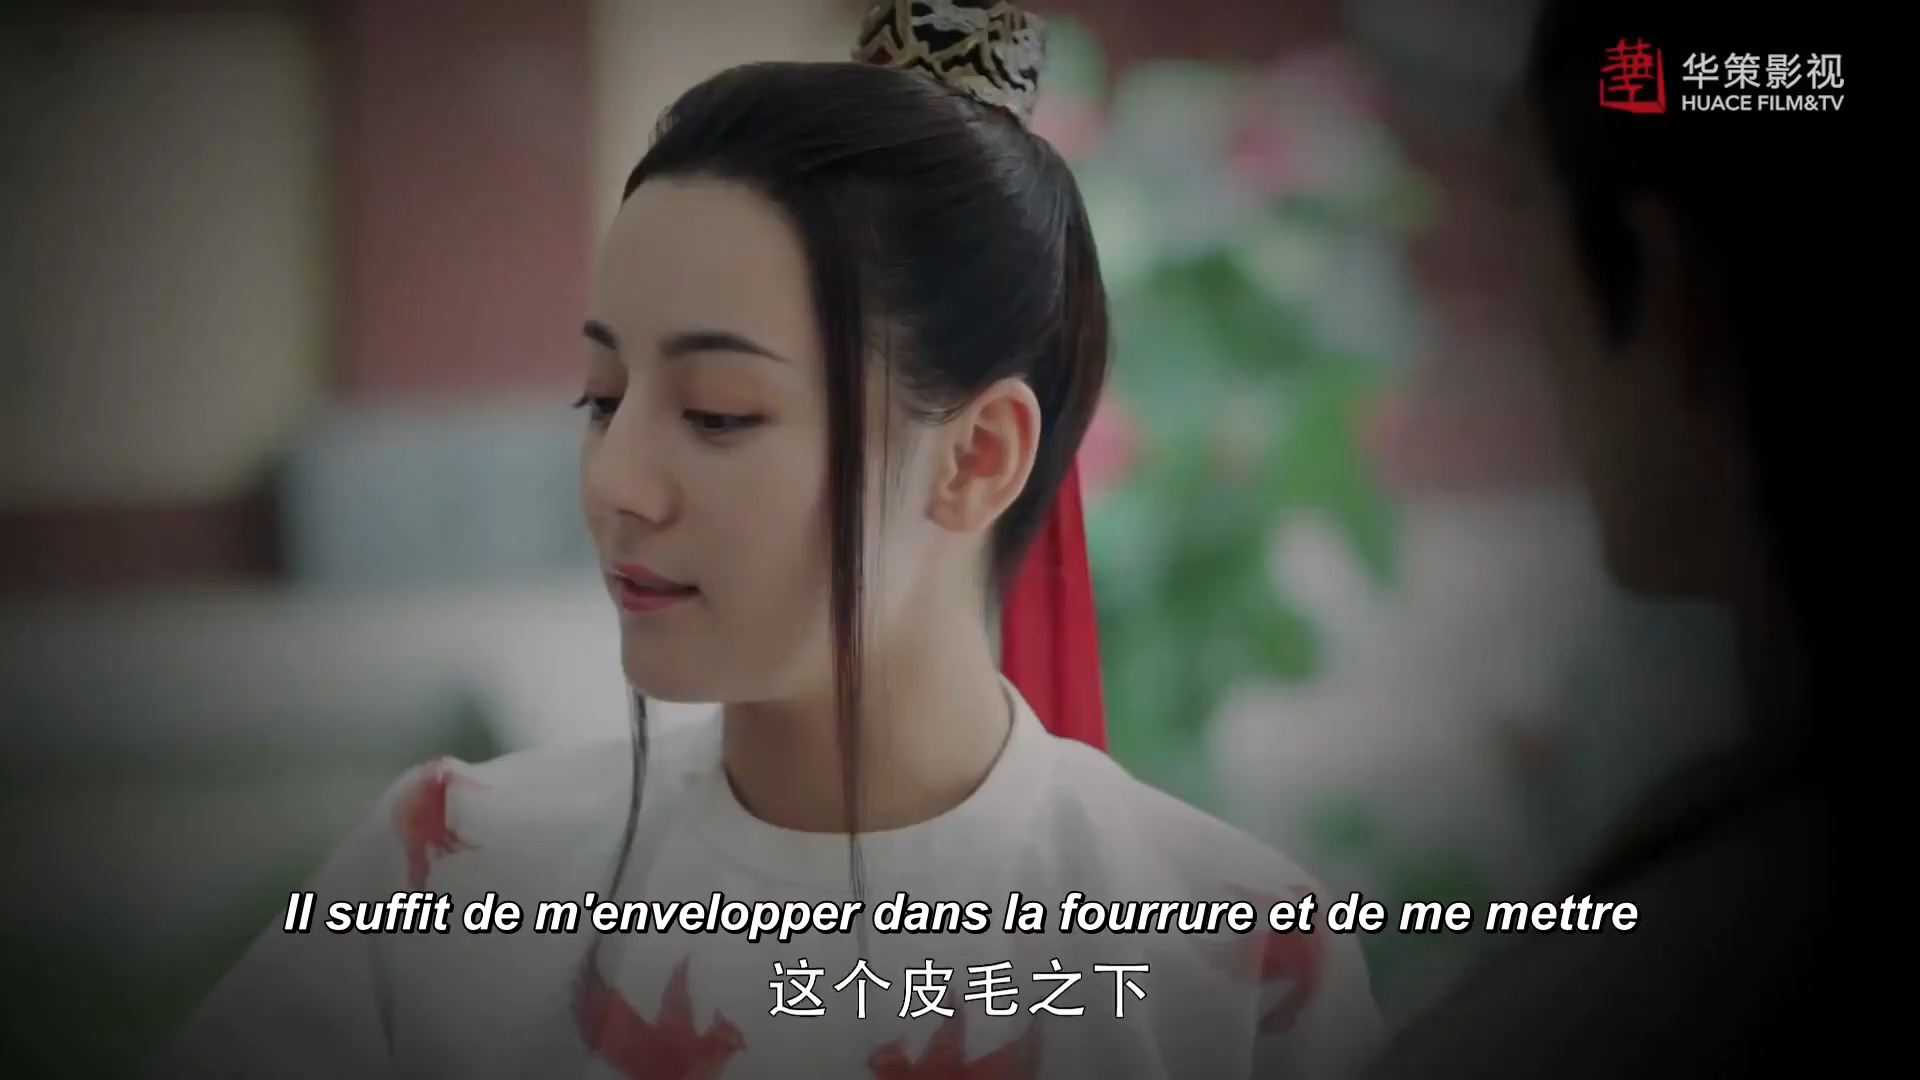 华策影视
HUACE FILM&TV
Il suffit de m'envelopper dans la fourrure et de me mettre
这个皮毛之下